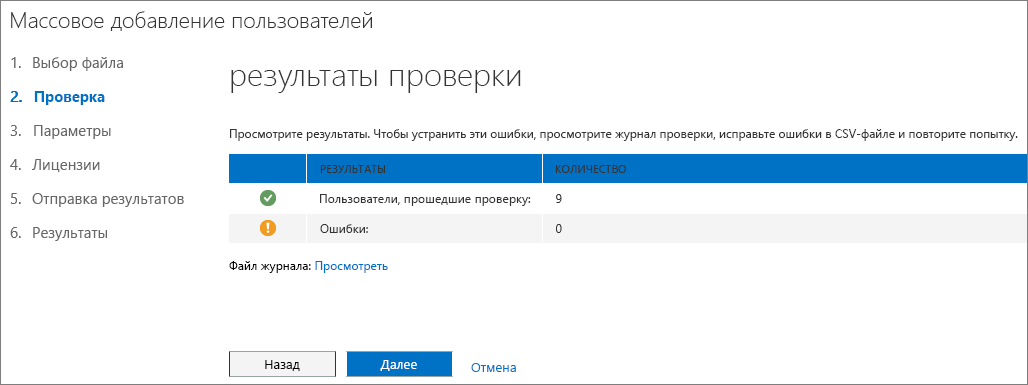 Массовое добавление пользователей
1. Выбор файла
2. Проверка
3. Параметры
4. Лицензии
5. Отправка результатов
6. Результаты
результаты проверки
Просмотрите результаты. Чтобы устранить эти ошибки, просмотрите журнал проверки, исправьте ошибки в CSV-файле и повторите попытку.
РЕЗУЛЬТАТЫ КОЛИЧЕСТВО
Пользователи, прошедшие проверку: 9
Ошибки: 0
Файл журнала: Просмотреть
Назад Далее Отмена